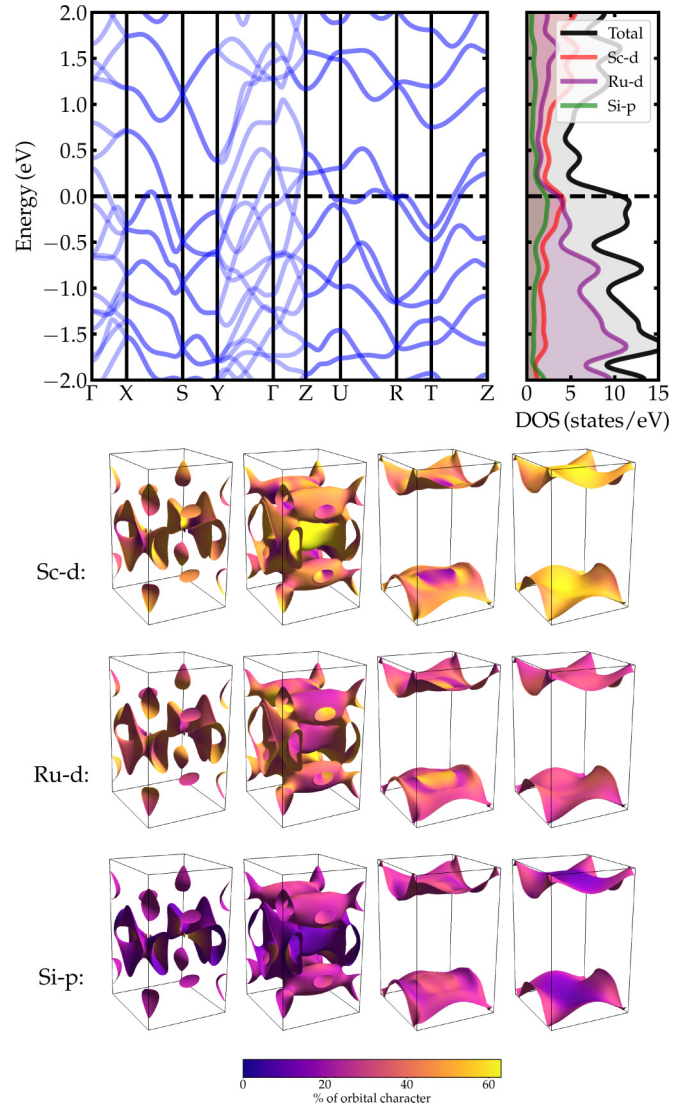 2.0
1.5
1.0
0.5
0.0
−0.5
−1.0
−1.5
−2.0
Energy (eV)
Γ X S Y Γ Z U R T Z
Total
Sc-d
Ru-d
Si-p
0 5 10 15
DOS (states/eV)
Sc-d:
Ru-d:
Si-p:
0 20 40 60
% of orbital character